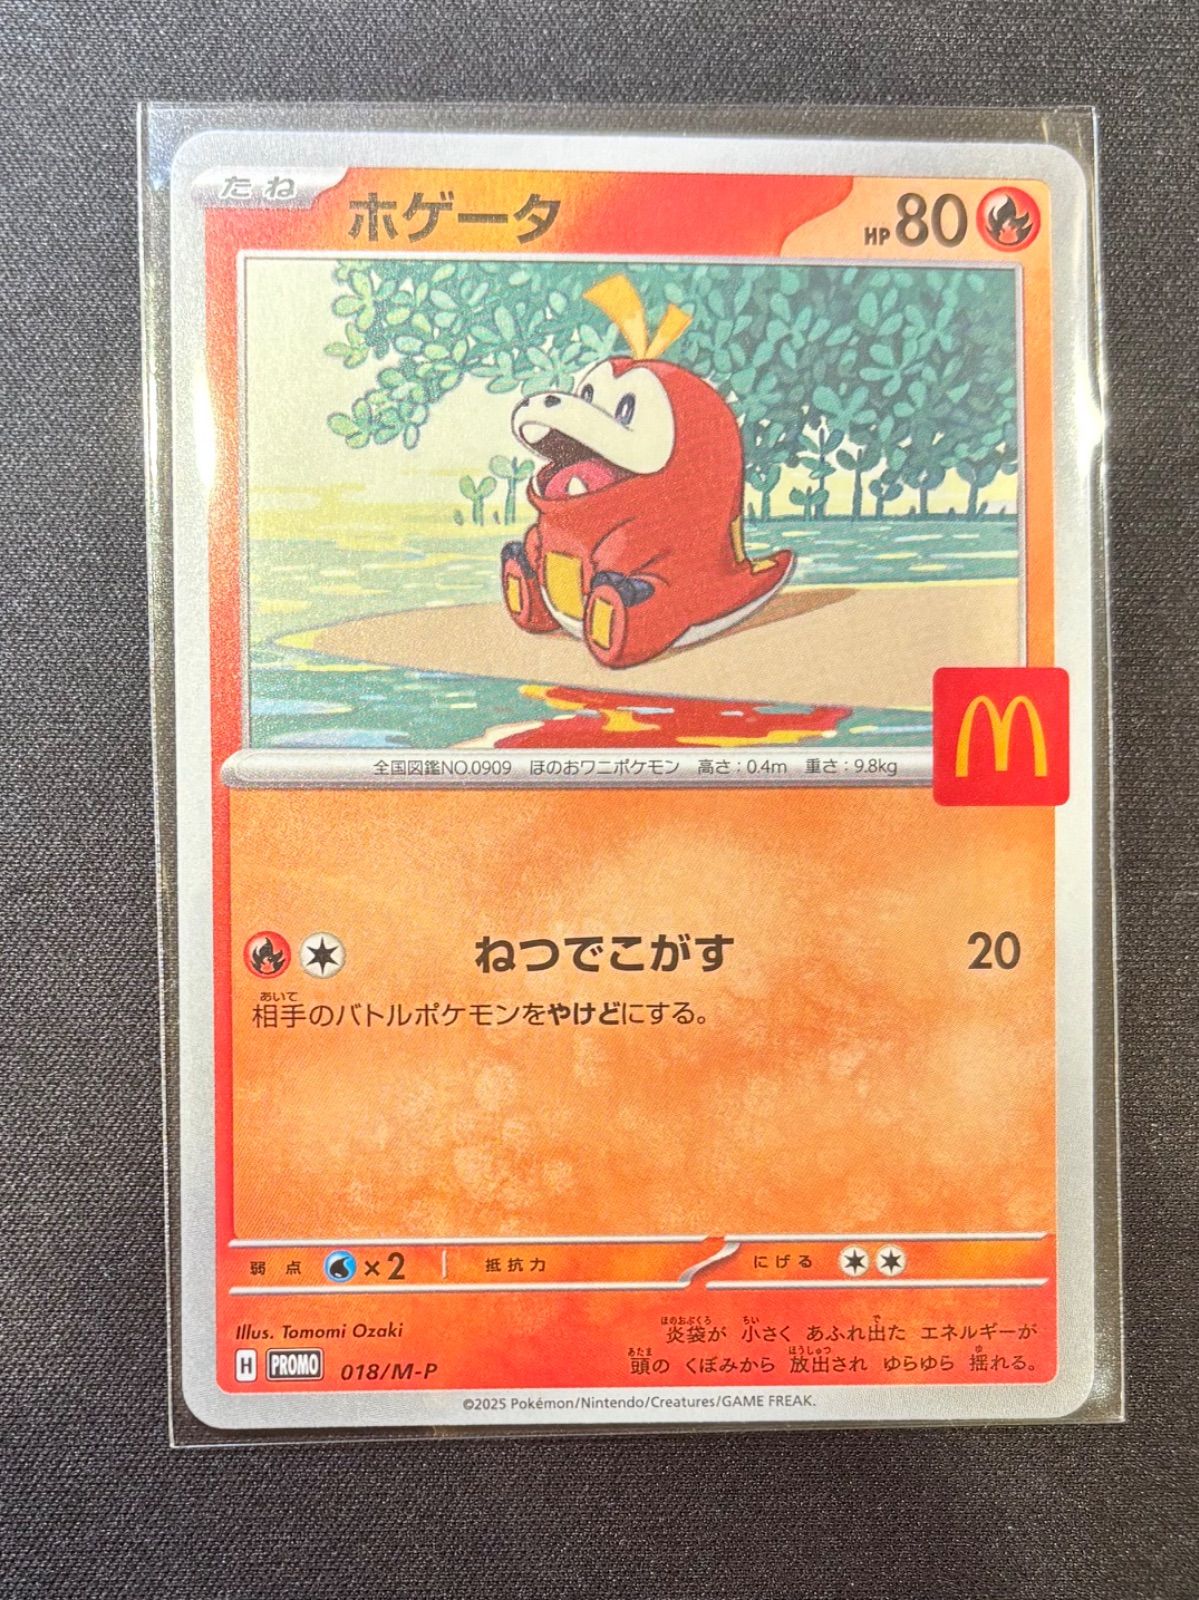 たね
ホゲータ
HP80
全国図鑑NO.0909 ほのおワニポケモン 高さ:0.4m 重さ:9.8kg
M
ねつでこがす 20
相手のバトルポケモンをやけどにする。
あいて
弱点 ×2 抵抗力 にげる
Illus. Tomomi Ozaki
H PROMO 018/M-P
ほのおぶくろ ちい で
炎袋が 小さく あふれ出た エネルギーが
あたま ほうしゅつ ゆ
頭の くぼみから 放出され ゆらゆら 揺れる。
©2025 Pokémon/Nintendo/Creatures/GAME FREAK.